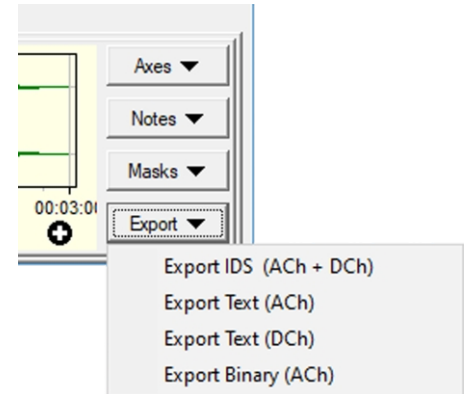 Axes
Notes
Masks
00:03:0
Export
Export IDS (ACh + DCh)
Export Text (ACh)
Export Text (DCh)
Export Binary (ACh)